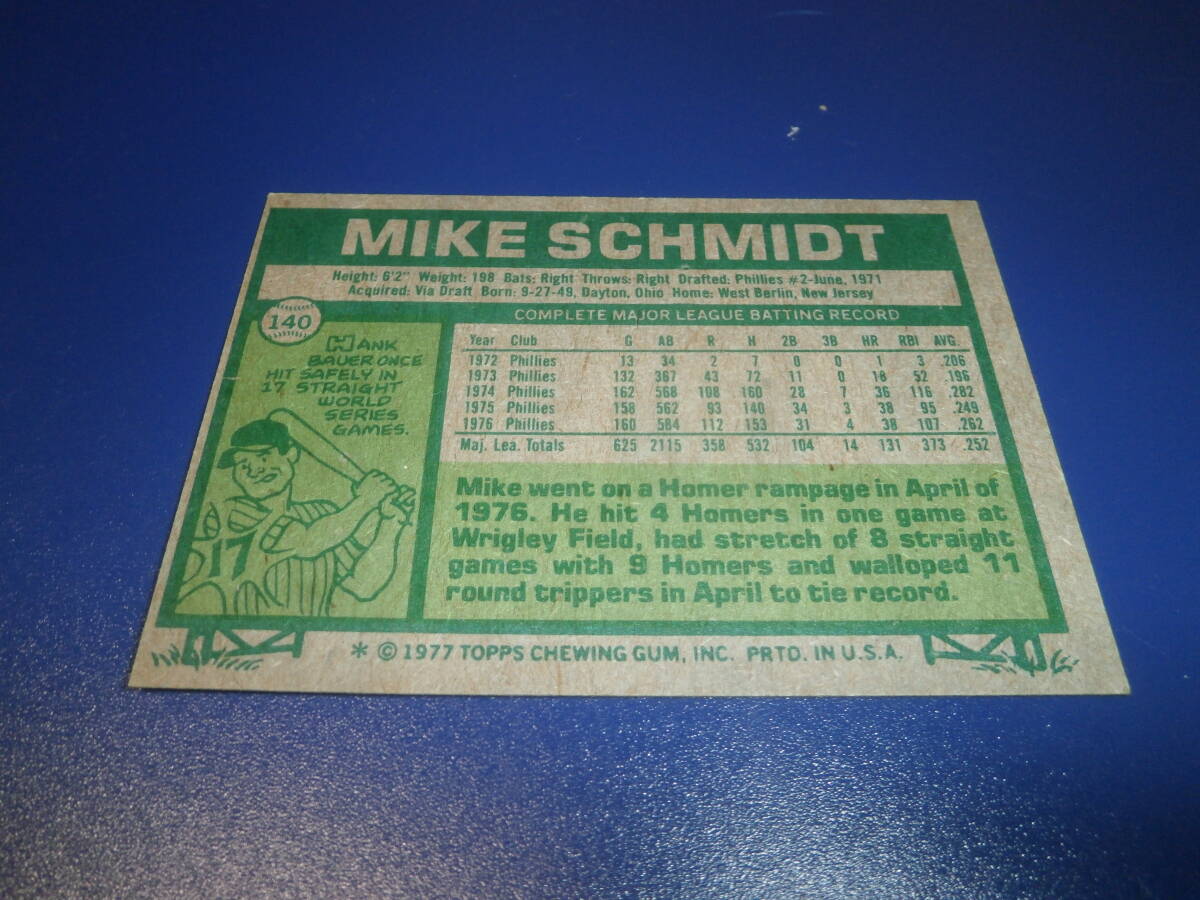 MIKE SCHMIDT
Height: 6'2" Weight: 198 Bats: Right Throws: Right Drafted: Phillies #2-June, 1971
Acquired: Via Draft Born: 9-27-49, Dayton, Ohio Home: West Berlin, New Jersey
140
HANK
BAUER ONCE
HIT SAFELY IN
17 STRAIGHT
WORLD
SERIES
GAMES.
17
COMPLETE MAJOR LEAGUE BATTING RECORD
Year Club G AB R H 2B 3B HR RBI AVG.
1972 Phillies 13 34 2 7 0 0 1 3 .206
1973 Phillies 132 367 43 72 11 0 18 52 .196
1974 Phillies 162 568 108 160 28 7 36 116 .282
1975 Phillies 158 562 93 140 34 3 38 95 .249
1976 Phillies 160 584 112 153 31 4 38 107 .262
Maj. Lea. Totals 625 2115 358 532 104 14 131 373 .252
Mike went on a Homer rampage in April of
1976. He hit 4 Homers in one game at
Wrigley Field, had stretch of 8 straight
games with 9 Homers and walloped 11
round trippers in April to tie record.
* © 1977 TOPPS CHEWING GUM, INC. PRTD. IN U.S.A.